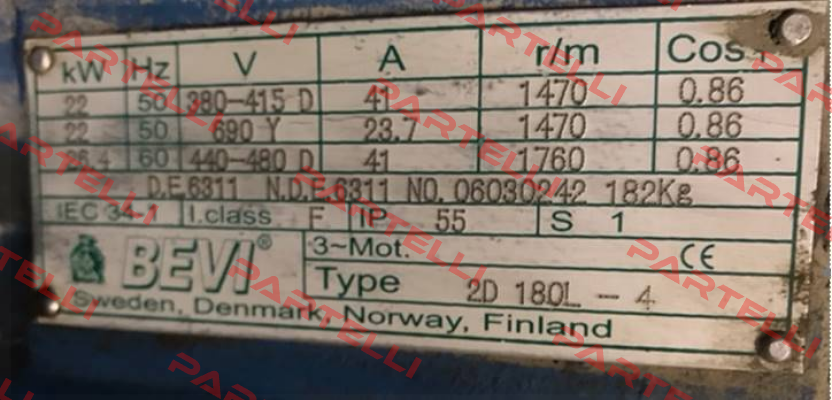 kW Hz V A r/m Cos
22 50 380-415 D 41 1470 0.86
22 50 690 Y 23.7 1470 0.86
26.4 60 440-480 D 41 1760 0.86
D.E.6311 N.D.E.6311 NO. 06030242 182Kg
IEC 34.1 I.class F IP 55 S 1
BEVI® 3~Mot. CE
Type 2D 180L - 4
Sweden, Denmark, Norway, Finland
PARTELLI